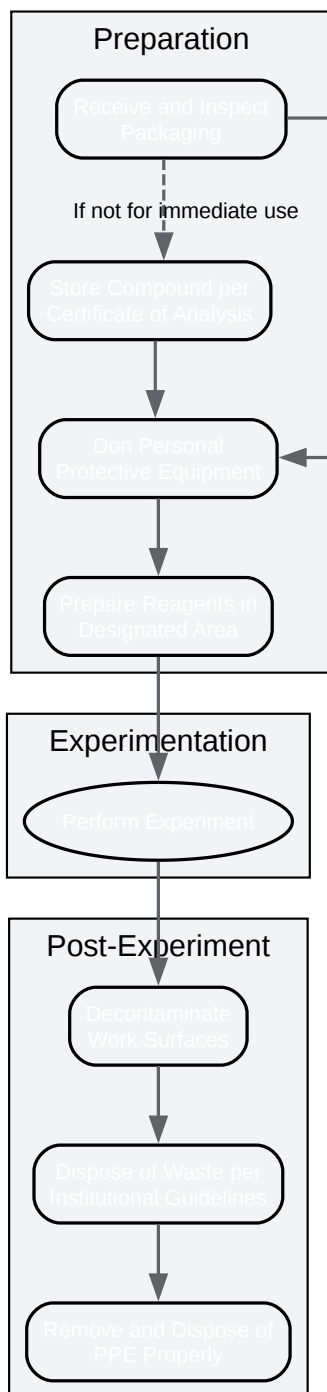 Preparation
Receive and Inspect
Packaging
If not for immediate use
Store Compound per
Certificate of Analysis
Don Personal
Protective Equipment
Prepare Reagents in
Designated Area
Experimentation
Perform Experiment
Post-Experiment
Decontaminate
Work Surfaces
Dispose of Waste per
Institutional Guidelines
Remove and Dispose of
PPE Properly